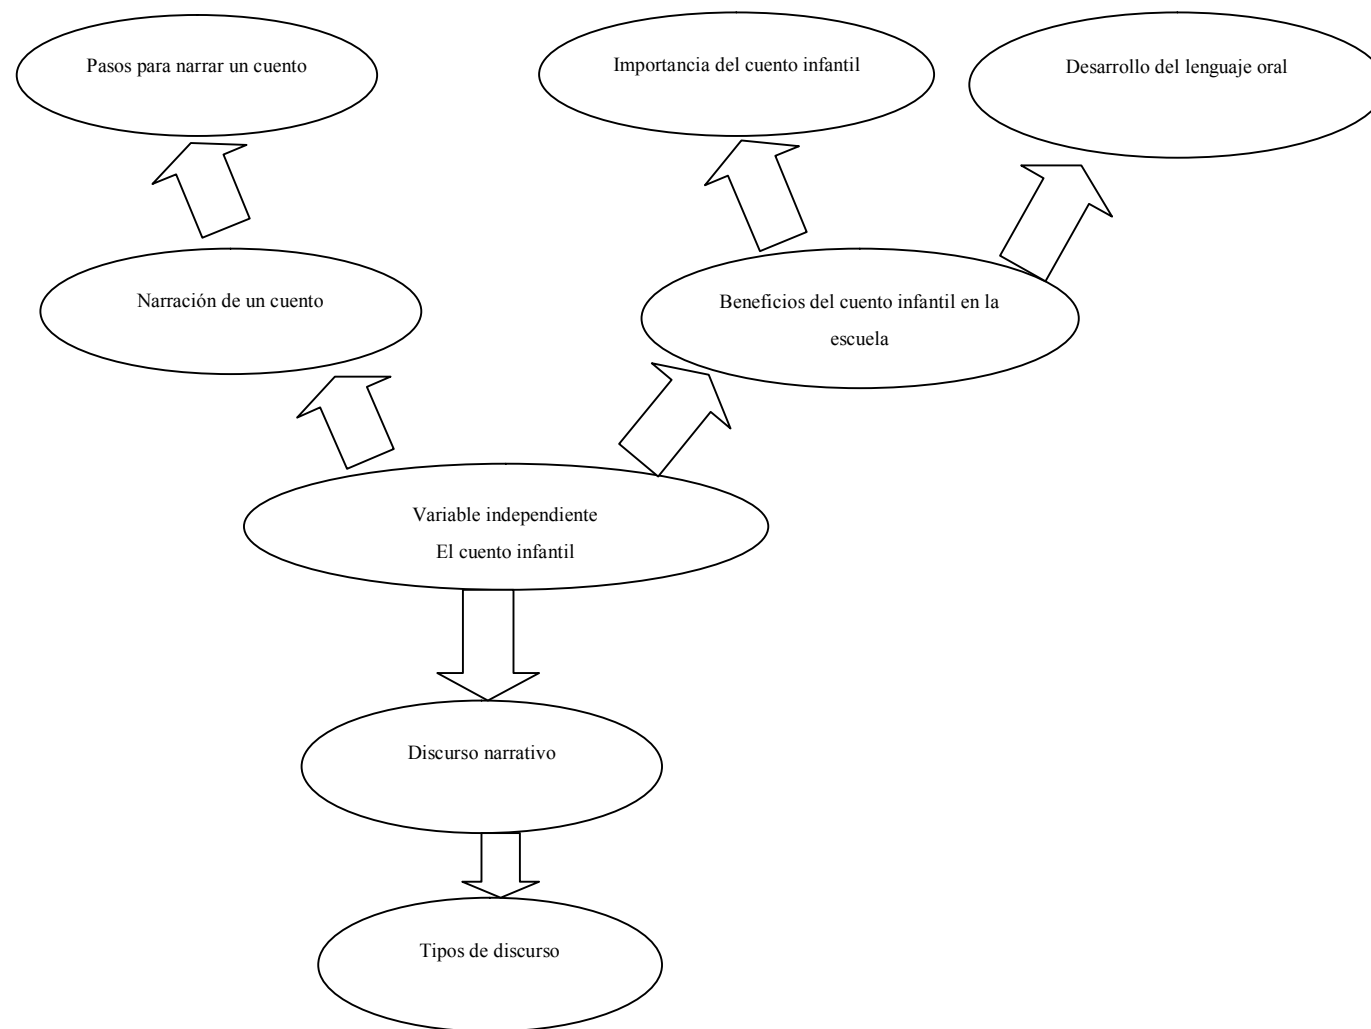 Pasos para narrar un cuento
Importancia del cuento infantil
Desarrollo del lenguaje oral
Narración de un cuento
Beneficios del cuento infantil en la
escuela
Variable independiente
El cuento infantil
Discurso narrativo
Tipos de discurso